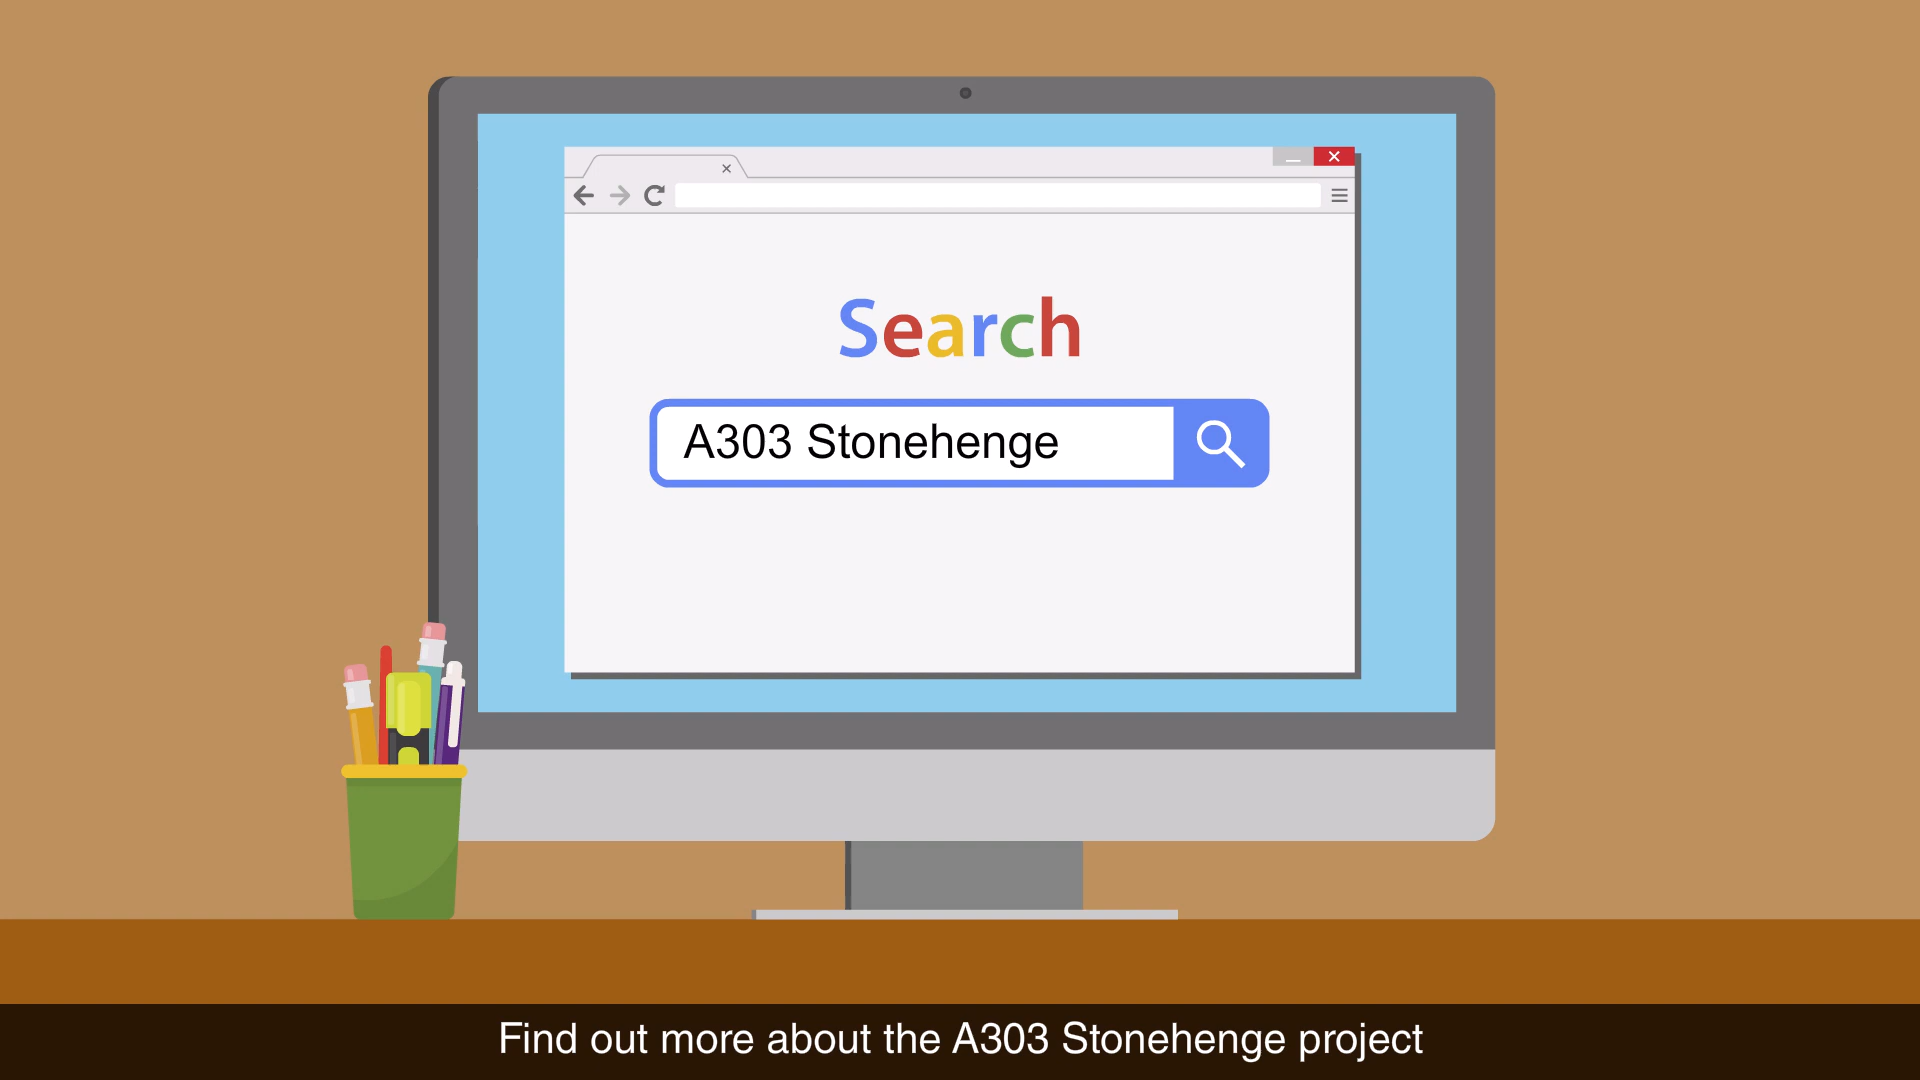 Search
A303 Stonehenge
Find out more about the A303 Stonehenge project